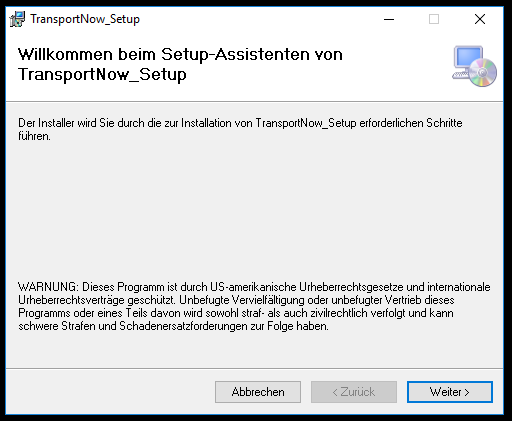 TransportNow_Setup
Willkommen beim Setup-Assistenten von
TransportNow_Setup
Der Installer wird Sie durch die zur Installation von TransportNow_Setup erforderlichen Schritte
führen.
WARNUNG: Dieses Programm ist durch US-amerikanische Urheberrechtsgesetze und internationale
Urheberrechtsverträge geschützt. Unbefugte Vervielfältigung oder unbefugter Vertrieb dieses
Programms oder eines Teils davon wird sowohl straf- als auch zivilrechtlich verfolgt und kann
schwere Strafen und Schadenersatzforderungen zur Folge haben.
Abbrechen < Zurück Weiter >